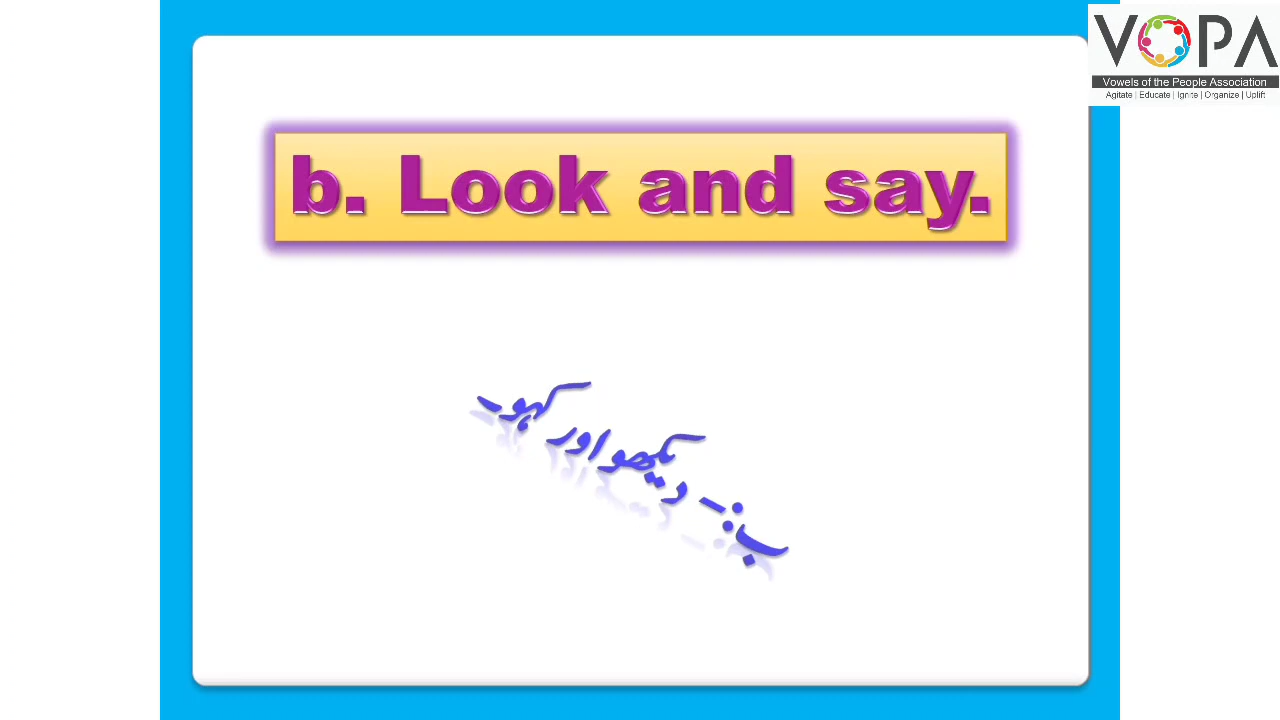 VOPA
Vowels of the People Association
Agitate | Educate | Ignite | Organize | Uplift
b. Look and say.
ب:۔ دیکھو اور کہو۔